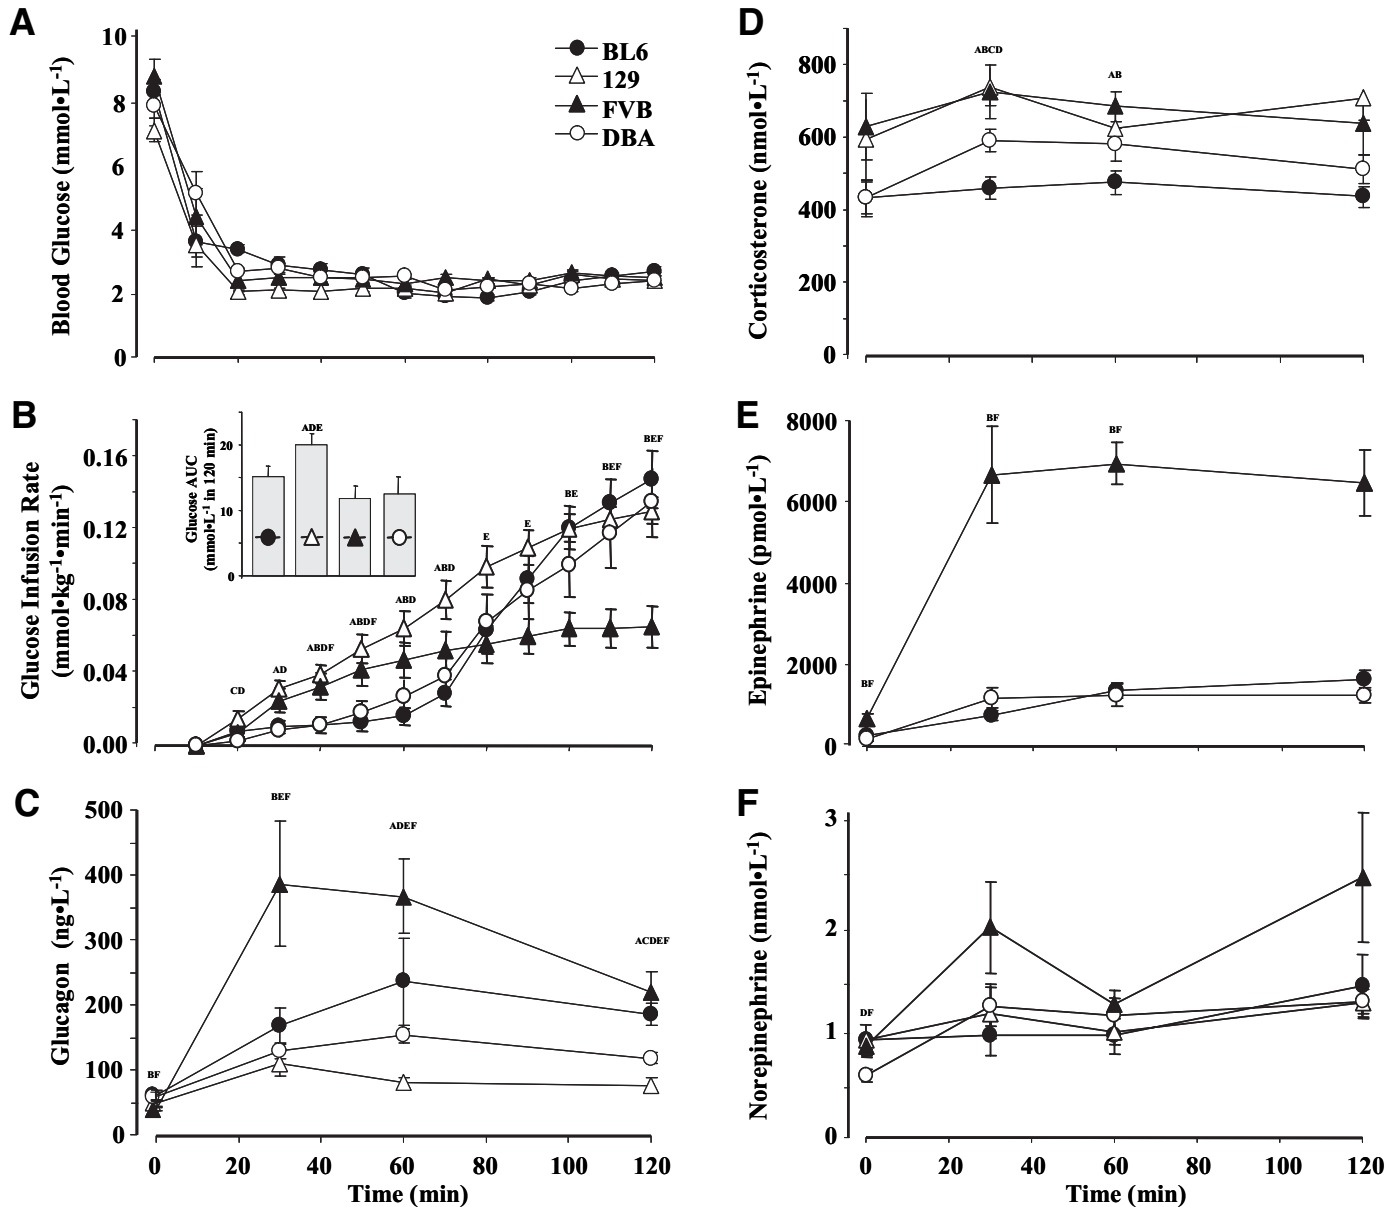 A
Blood Glucose (mmol•L-1)
10
8
6
4
2
0
BL6
129
FVB
DBA
B
Glucose Infusion Rate
(mmol•kg-1•min-1)
0.16
0.12
0.08
0.04
0.00
Glucose AUC
(mmol•L-1 in 120 min)
20
10
0
ADE
CD
AD
ABDF
ABDF
ABD
ABD
E
E
BE
BEF
BEF
C
Glucagon (ng•L-1)
500
400
300
200
100
0
BF
BEF
ADEF
ACDEF
0 20 40 60 80 100 120
Time (min)
D
Corticosterone (nmol•L-1)
800
600
400
200
0
ABCD
AB
E
Epinephrine (pmol•L-1)
8000
6000
4000
2000
0
BF
BF
BF
F
Norepinephrine (nmol•L-1)
3
2
1
0
DF
0 20 40 60 80 100 120
Time (min)